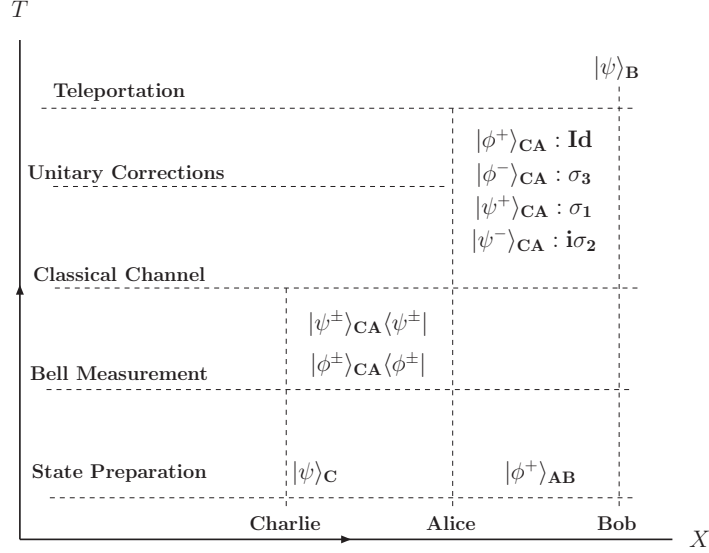 T
|ψ⟩B
Teleportation
|ϕ⁺⟩CA : Id
Unitary Corrections
|ϕ⁻⟩CA : σ3
|ψ⁺⟩CA : σ1
|ψ⁻⟩CA : iσ2
Classical Channel
|ψ±⟩CA⟨ψ±|
|ϕ±⟩CA⟨ϕ±|
Bell Measurement
State Preparation |ψ⟩C |ϕ⁺⟩AB
Charlie Alice Bob X